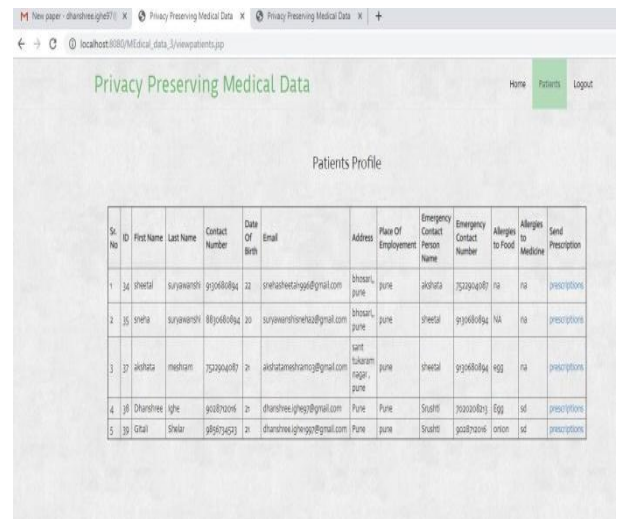 New paper - dhanshree.ighe97@
Privacy Preserving Medical Data
Privacy Preserving Medical Data
localhost:8080/MEdical_data_3/viewpatients.jsp
Privacy Preserving Medical Data
Home Patients Logout
Patients Profile
Sr. No ID First Name Last Name Contact Number Date Of Birth Email Address Place Of Employement Emergency Contact Person Name Emergency Contact Number Allergies to Food Allergies to Medicine Send Prescription
1 34 sheetal suryawanshi 9130680894 22 snehasheetal1996@gmail.com bhosari, pune pune akshata 7522904087 na na prescriptions
2 35 sneha suryawanshi 8830680894 20 suryawanshisneha2@gmail.com bhosari, pune pune sheetal 9130680894 NA na prescriptions
3 37 akshata meshram 7522904087 21 akshatameshram03@gmail.com sant tukaram nagar, pune pune sheetal 9130680894 egg na prescriptions
4 38 Dhanshree Ighe 9028712016 21 dhanshree.ighe97@gmail.com Pune Pune Srushti 7020208213 Egg sd prescriptions
5 39 Gitali Shelar 9856734523 21 dhanshree.ighe1997@gmail.com Pune pune Srushti 9028712016 onion sd prescriptions